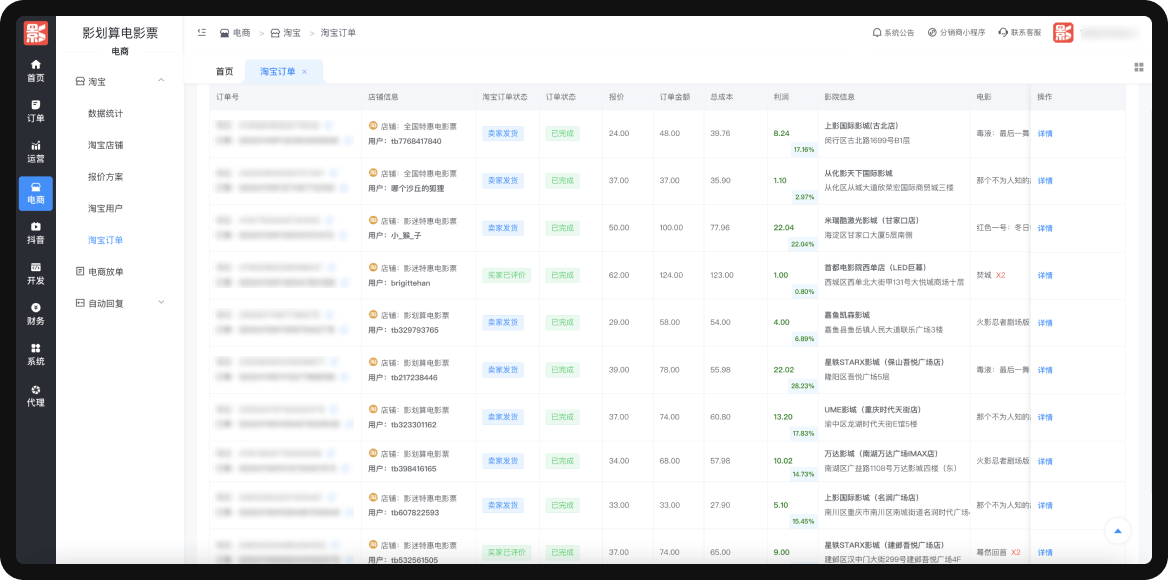 影
首页
订单
运营
电商
抖音
开发
财务
系统
代理
影划算电影票
电商
淘宝
数据统计
淘宝店铺
报价方案
淘宝用户
淘宝订单
电商放单
自动回复
电商 > 淘宝 > 淘宝订单
系统公告 分销商小程序 联系客服 影
首页 淘宝订单 ×
订单号 店铺信息 淘宝订单状态 订单状态 报价 订单金额 总成本 利润 影院信息 电影 操作
淘 店铺：全国特惠电影票
用户：tb7768417840
卖家发货 已完成 24.00 48.00 39.76 8.24
17.16%
上影国际影城(古北店)
闵行区古北路1699号B1层
毒液：最后一舞 详情
淘 店铺：全国特惠电影票
用户：哪个沙丘的狐狸
卖家发货 已完成 37.00 37.00 35.90 1.10
2.97%
从化影天下国际影城
从化区从城大道欣荣宏国际商贸城三楼
那个不为人知的 详情
淘 店铺：影迷特惠电影票
用户：小_躲_子
卖家发货 已完成 50.00 100.00 77.96 22.04
22.04%
米瑞酷激光影城（甘家口店）
海淀区甘家口大厦5层南侧
红色一号：冬日 详情
淘 店铺：影迷特惠电影票
用户：brigittehan
买家已评价 已完成 62.00 124.00 123.00 1.00
0.80%
首都电影院西单店（LED巨幕）
西城区西单北大街甲131号大悦城商场十层
焚城 X2 详情
淘 店铺：影划算电影票
用户：tb329793765
卖家发货 已完成 29.00 58.00 54.00 4.00
6.89%
嘉鱼凯森影城
嘉鱼县鱼岳镇人民大道联乐广场3楼
火影忍者剧场版 详情
淘 店铺：影划算电影票
用户：tb217238446
卖家发货 已完成 39.00 78.00 55.98 22.02
28.23%
星轶STARX影城（保山吾悦广场店）
隆阳区吾悦广场5层
毒液：最后一舞 详情
淘 店铺：影划算电影票
用户：tb323301162
卖家发货 已完成 37.00 74.00 60.80 13.20
17.83%
UME影城（重庆时代天街店）
渝中区龙湖时代天街E馆5楼
那个不为人知的 详情
淘 店铺：影划算电影票
用户：tb398416165
卖家发货 已完成 34.00 68.00 57.98 10.02
14.73%
万达影城（南湖万达广场IMAX店）
南湖区广益路1108号万达影城四楼（东）
火影忍者剧场版 详情
淘 店铺：影迷特惠电影票
用户：tb607822593
卖家发货 已完成 33.00 33.00 27.90 5.10
15.45%
上影国际影城（名润广场店）
南川区重庆市南川区南城街道名润时代广场
那个不为人知的 详情
淘 店铺：影划算电影票
用户：tb532561505
买家已评价 已完成 37.00 74.00 65.00 9.00
星轶STARX影城（建邺吾悦广场店）
建邺区汉中门大街299号建邺吾悦广场4F
蓦然回首 X2 详情